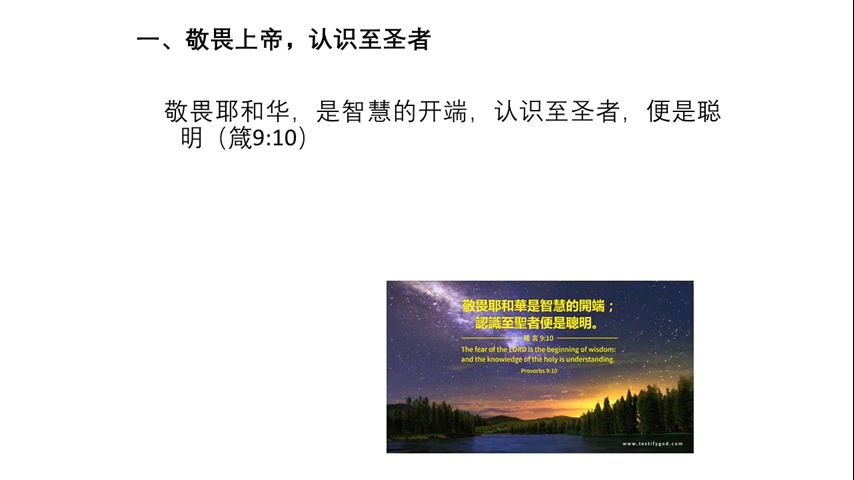 一、敬畏上帝，认识至圣者
敬畏耶和华，是智慧的开端，认识至圣者，便是聪
明（箴9:10）
敬畏耶和華是智慧的開端；
認識至聖者便是聰明。
箴言 9:10
The fear of the LORD is the beginning of wisdom:
and the knowledge of the holy is understanding.
Proverbs 9:10
www.testifygod.com